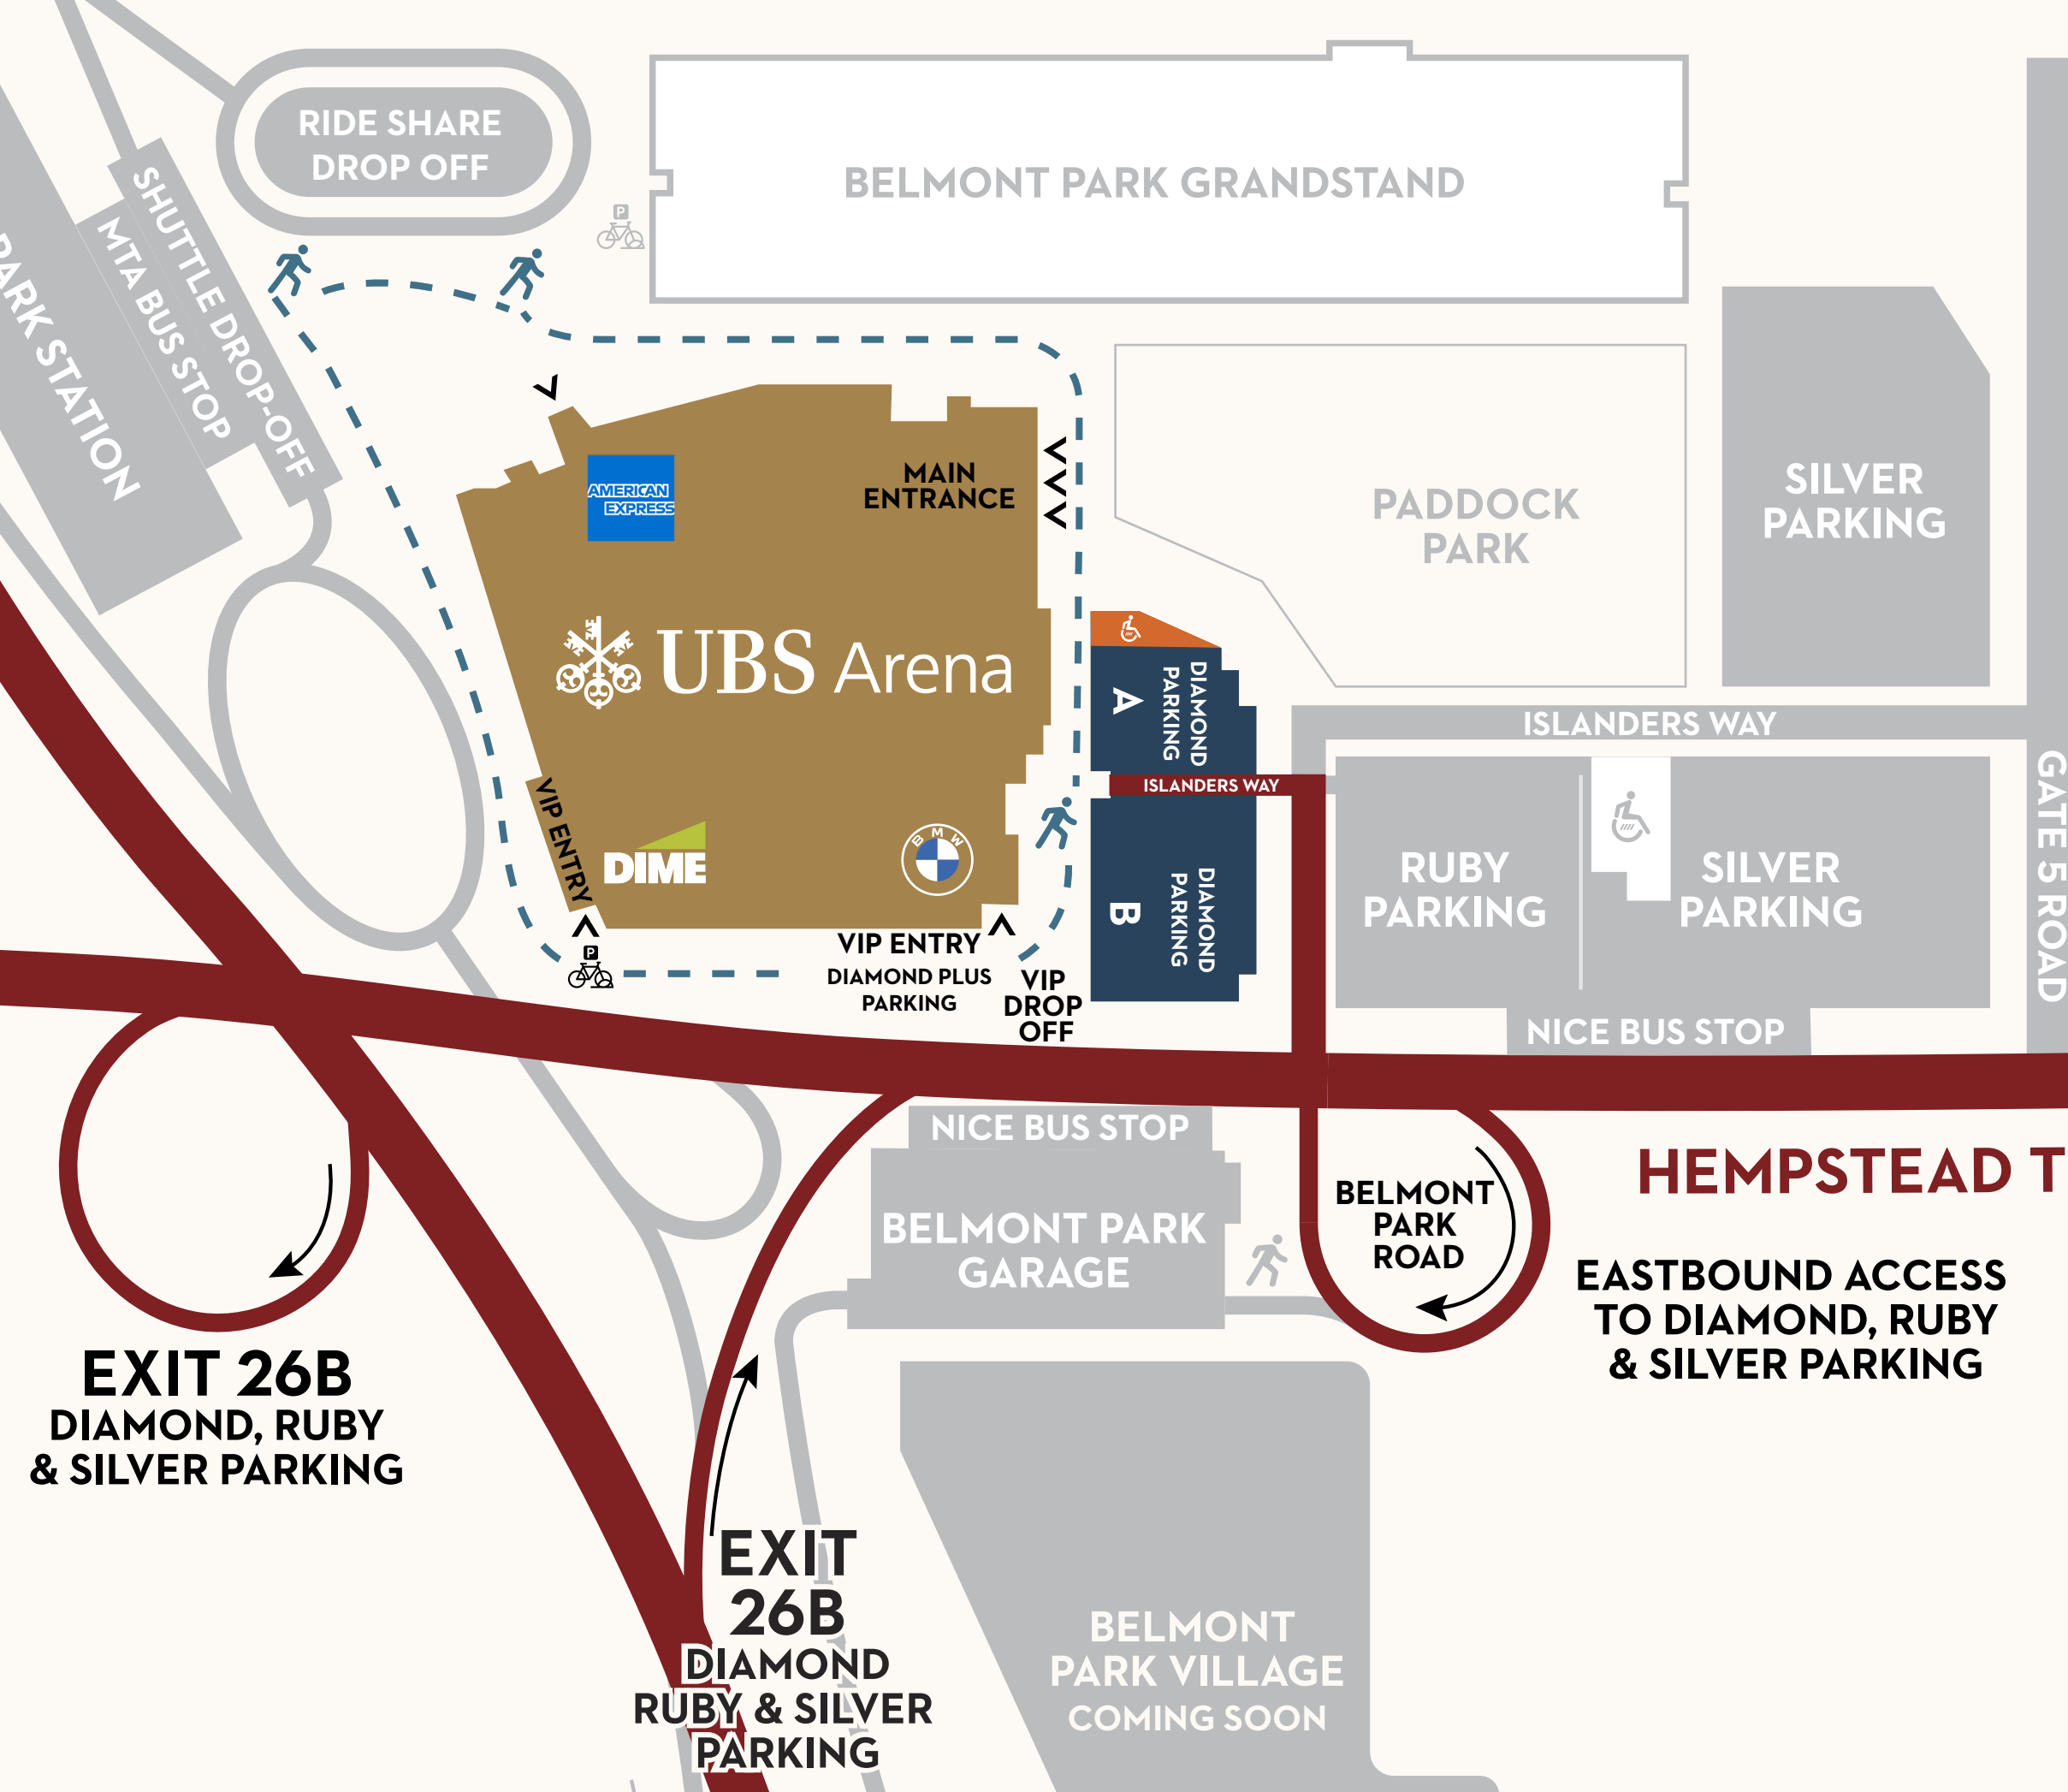 RIDE SHARE
DROP OFF
P
BELMONT PARK GRANDSTAND
SHUTTLE DROP-OFF
MTA BUS STOP
PARK STATION
AMERICAN
EXPRESS
MAIN
ENTRANCE
PADDOCK
PARK
SILVER
PARKING
UBS Arena
A
DIAMOND
PARKING
ISLANDERS WAY
ISLANDERS WAY
GATE 5 ROAD
VIP ENTRY
DIME
BMW
B
DIAMOND
PARKING
RUBY
PARKING
SILVER
PARKING
P
VIP ENTRY
DIAMOND PLUS
PARKING
VIP
DROP
OFF
NICE BUS STOP
NICE BUS STOP
BELMONT PARK
GARAGE
BELMONT
PARK
ROAD
HEMPSTEAD T
EASTBOUND ACCESS
TO DIAMOND, RUBY
& SILVER PARKING
EXIT 26B
DIAMOND, RUBY
& SILVER PARKING
EXIT
26B
DIAMOND
RUBY & SILVER
PARKING
BELMONT
PARK VILLAGE
COMING SOON